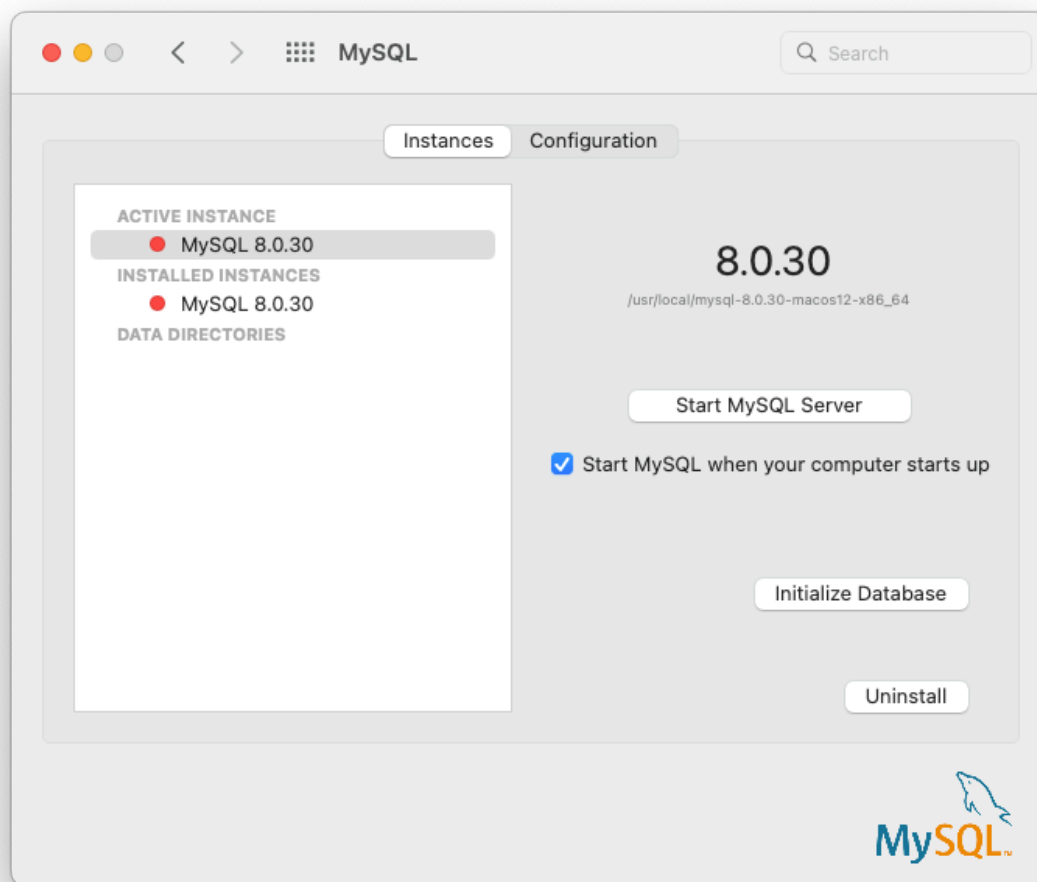 MySQL
Search
Instances
Configuration
ACTIVE INSTANCE
MySQL 8.0.30
INSTALLED INSTANCES
MySQL 8.0.30
DATA DIRECTORIES
8.0.30
/usr/local/mysql-8.0.30-macos12-x86_64
Start MySQL Server
Start MySQL when your computer starts up
Initialize Database
Uninstall
MySQL™